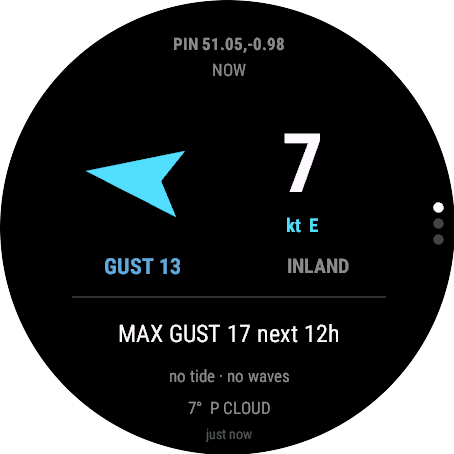 PIN 51.05,-0.98
NOW
7
kt E
GUST 13
INLAND
MAX GUST 17 next 12h
no tide · no waves
7° P CLOUD
just now